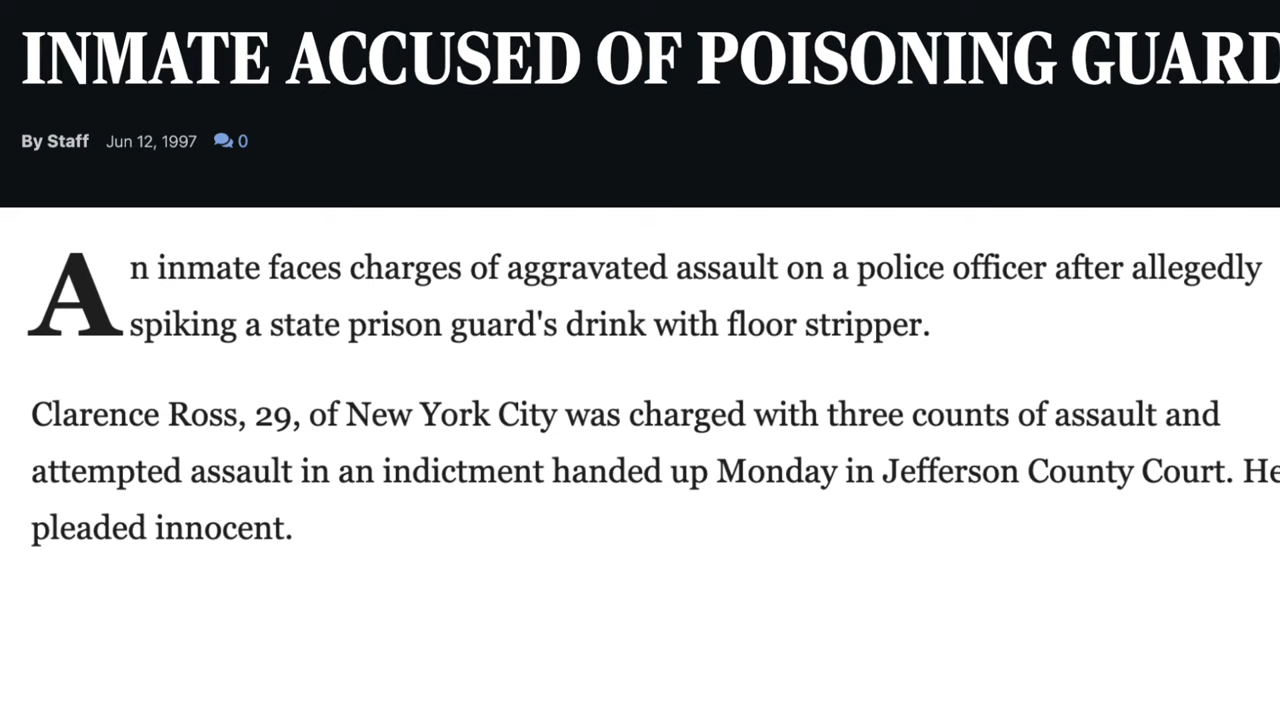 INMATE ACCUSED OF POISONING GUARD
By Staff Jun 12, 1997 0
An inmate faces charges of aggravated assault on a police officer after allegedly
spiking a state prison guard's drink with floor stripper.
Clarence Ross, 29, of New York City was charged with three counts of assault and
attempted assault in an indictment handed up Monday in Jefferson County Court. He
pleaded innocent.